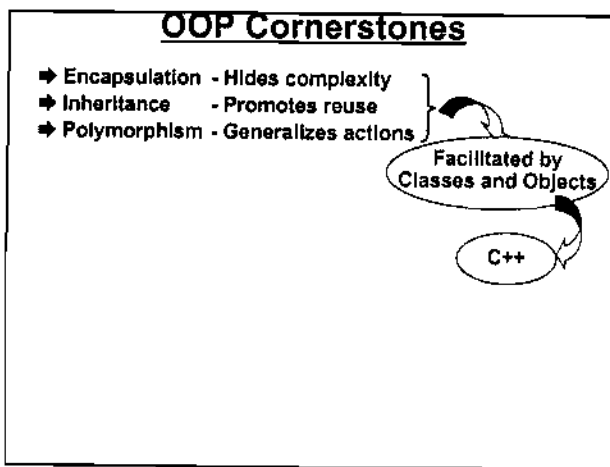 OOP Cornerstones
➡ Encapsulation - Hides complexity
➡ Inheritance - Promotes reuse
➡ Polymorphism - Generalizes actions
Facilitated by
Classes and Objects
C++